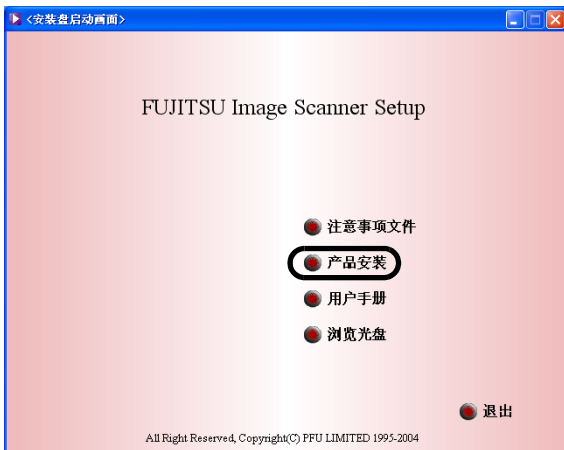 <安装盘启动画面>
FUJITSU Image Scanner Setup
注意事项文件
产品安装
用户手册
浏览光盘
退出
All Right Reserved, Copyright(C) PFU LIMITED 1995-2004